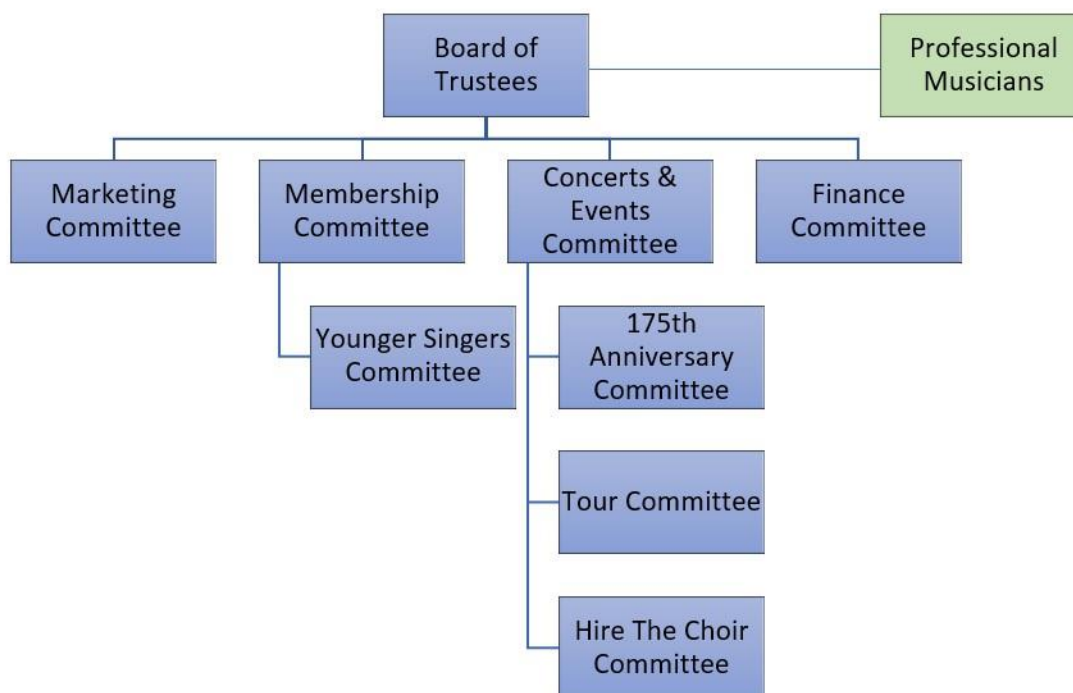 Board of
Trustees
Professional
Musicians
Marketing
Committee
Membership
Committee
Concerts &
Events
Committee
Finance
Committee
Younger Singers
Committee
175th
Anniversary
Committee
Tour Committee
Hire The Choir
Committee